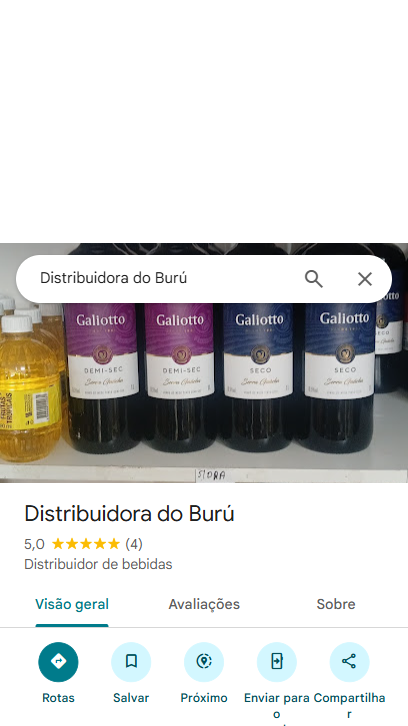 Distribuidora do Burú
Galiotto Galiotto Galiotto Galiotto
DEMI-SEC DEMI-SEC SECO SECO
Serra Gaúcha Serra Gaúcha Serra Gaúcha Serra Gaúcha
FRUTAS
TROPICAIS
Distribuidora do Burú
5,0 (4)
Distribuidor de bebidas
Visão geral Avaliações Sobre
Rotas Salvar Próximo Enviar para o Compartilhar